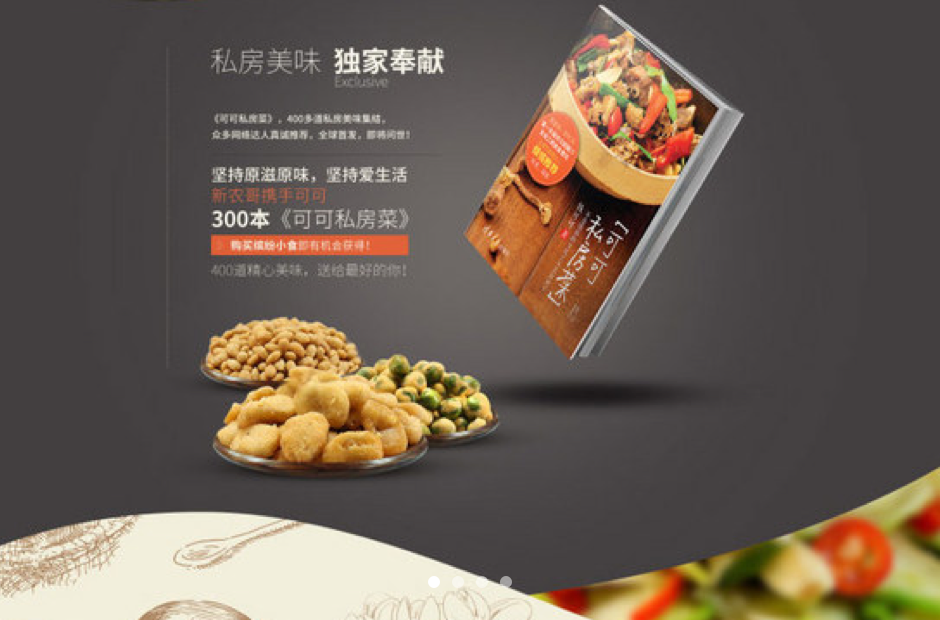 私房美味 独家奉献
Exclusive
《可可私房菜》，400多道私房美味集结，
众多网络达人真诚推荐，全球首发，即将问世！
坚持原滋原味，坚持爱生活
新农哥携手可可
300本《可可私房菜》
购买缤纷小食即有机会获得！
400道精心美味，送给最好的你！
「可可
私房菜」